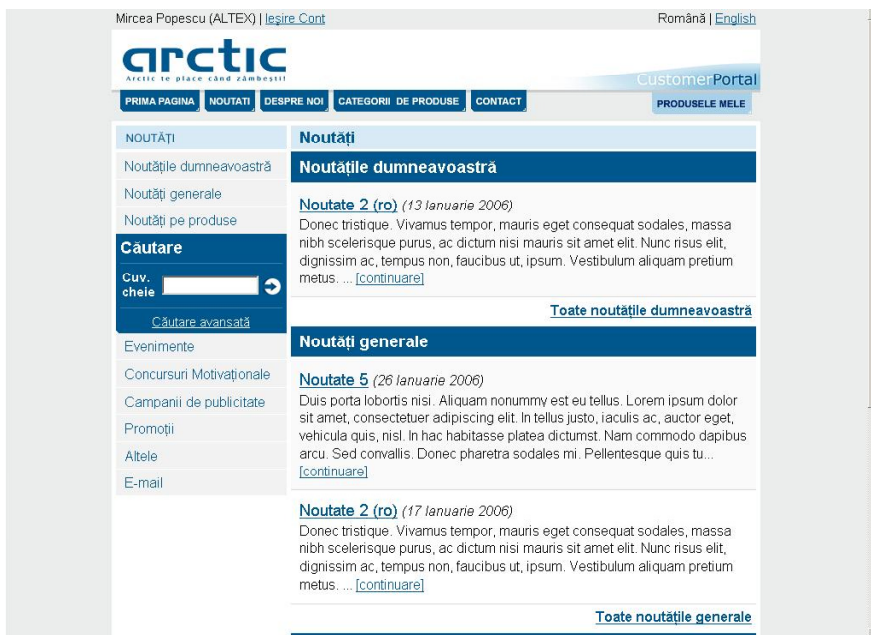 Mircea Popescu (ALTEX) | Ieşire Cont
Română | English
arctic
Arctic te place când zâmbeşti!
CustomerPortal
PRIMA PAGINA
NOUTATI
DESPRE NOI
CATEGORII DE PRODUSE
CONTACT
PRODUSELE MELE
NOUTĂŢI
Noutăţile dumneavoastră
Noutăţi generale
Noutăţi pe produse
Căutare
Cuv.
cheie
Căutare avansată
Evenimente
Concursuri Motivaţionale
Campanii de publicitate
Promoţii
Altele
E-mail
Noutăţi
Noutăţile dumneavoastră
Noutate 2 (ro) (13 Ianuarie 2006)
Donec tristique. Vivamus tempor, mauris eget consequat sodales, massa
nibh scelerisque purus, ac dictum nisi mauris sit amet elit. Nunc risus elit,
dignissim ac, tempus non, faucibus ut, ipsum. Vestibulum aliquam pretium
metus. ... [continuare]
Toate noutăţile dumneavoastră
Noutăţi generale
Noutate 5 (26 Ianuarie 2006)
Duis porta lobortis nisi. Aliquam nonummy est eu tellus. Lorem ipsum dolor
sit amet, consectetuer adipiscing elit. In tellus justo, iaculis ac, auctor eget,
vehicula quis, nisl. In hac habitasse platea dictumst. Nam commodo dapibus
arcu. Sed convallis. Donec pharetra sodales mi. Pellentesque quis tu...
[continuare]
Noutate 2 (ro) (17 Ianuarie 2006)
Donec tristique. Vivamus tempor, mauris eget consequat sodales, massa
nibh scelerisque purus, ac dictum nisi mauris sit amet elit. Nunc risus elit,
dignissim ac, tempus non, faucibus ut, ipsum. Vestibulum aliquam pretium
metus. ... [continuare]
Toate noutăţile generale